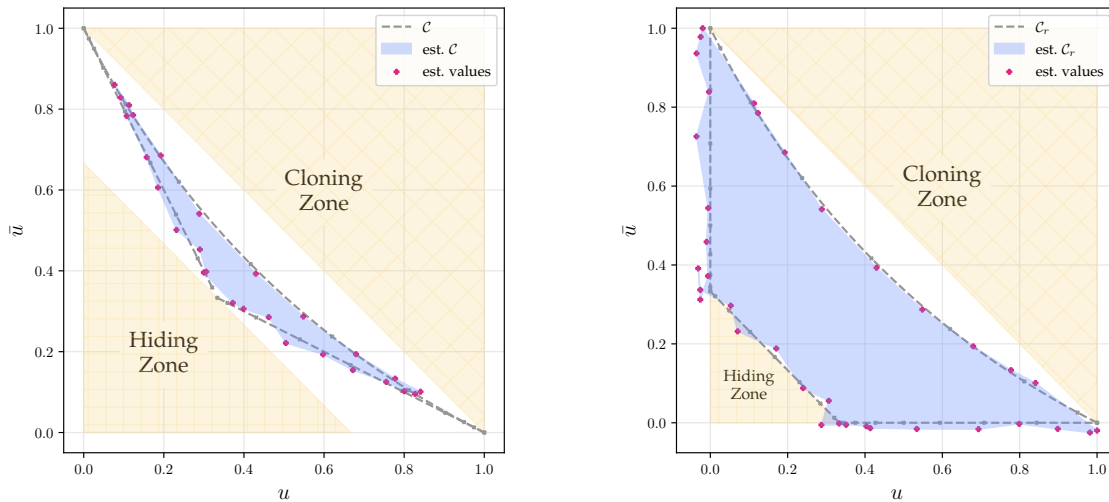 1.0
0.8
0.6
0.4
0.2
0.0
ū
0.0 0.2 0.4 0.6 0.8 1.0
u
C
est. C
est. values
Cloning
Zone
Hiding
Zone
1.0
0.8
0.6
0.4
0.2
0.0
ū
0.0 0.2 0.4 0.6 0.8 1.0
u
𝒞ᵣ
est. 𝒞ᵣ
est. values
Cloning
Zone
Hiding
Zone